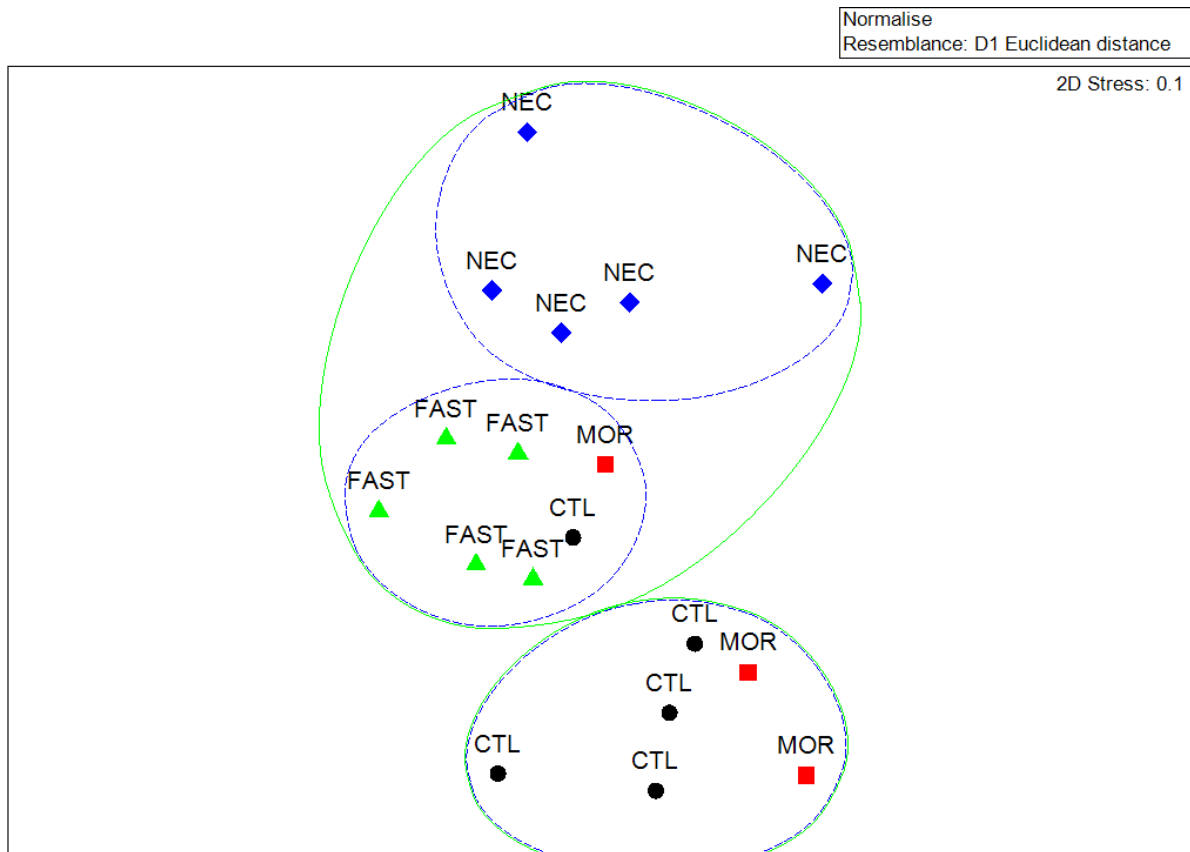 Normalise
Resemblance: D1 Euclidean distance
2D Stress: 0.1
NEC
NEC
NEC
NEC
NEC
FAST
FAST
MOR
FAST
CTL
FAST
FAST
CTL
MOR
CTL
CTL
CTL
MOR